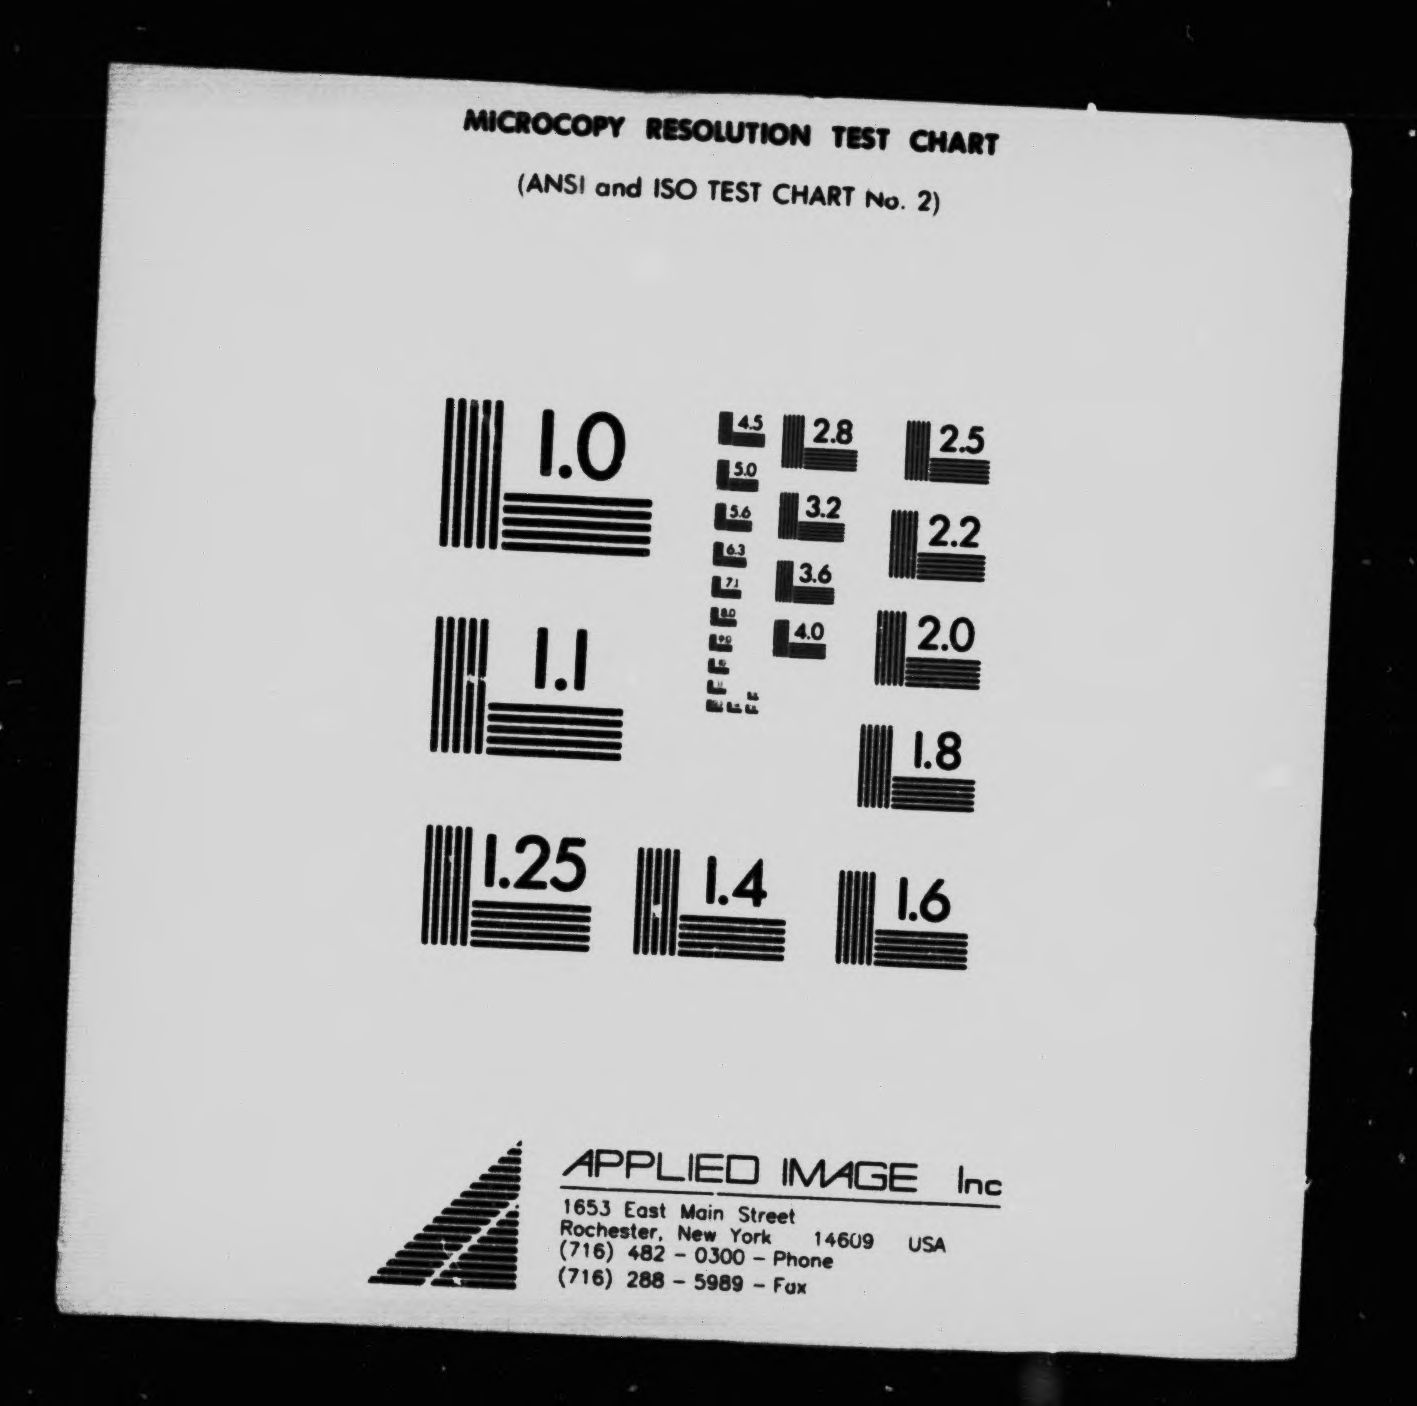 MICROCOPY RESOLUTION TEST CHART
(ANSI and ISO TEST CHART No. 2)
1.0
1.1
1.25
1.4
1.6
1.8
2.0
2.2
2.5
2.8
3.2
3.6
4.0
4.5
5.0
5.6
6.3
7.1
8.0
9.0
APPLIED IMAGE Inc
1653 East Main Street
Rochester, New York 14609 USA
(716) 482 - 0300 - Phone
(716) 288 - 5989 - Fax